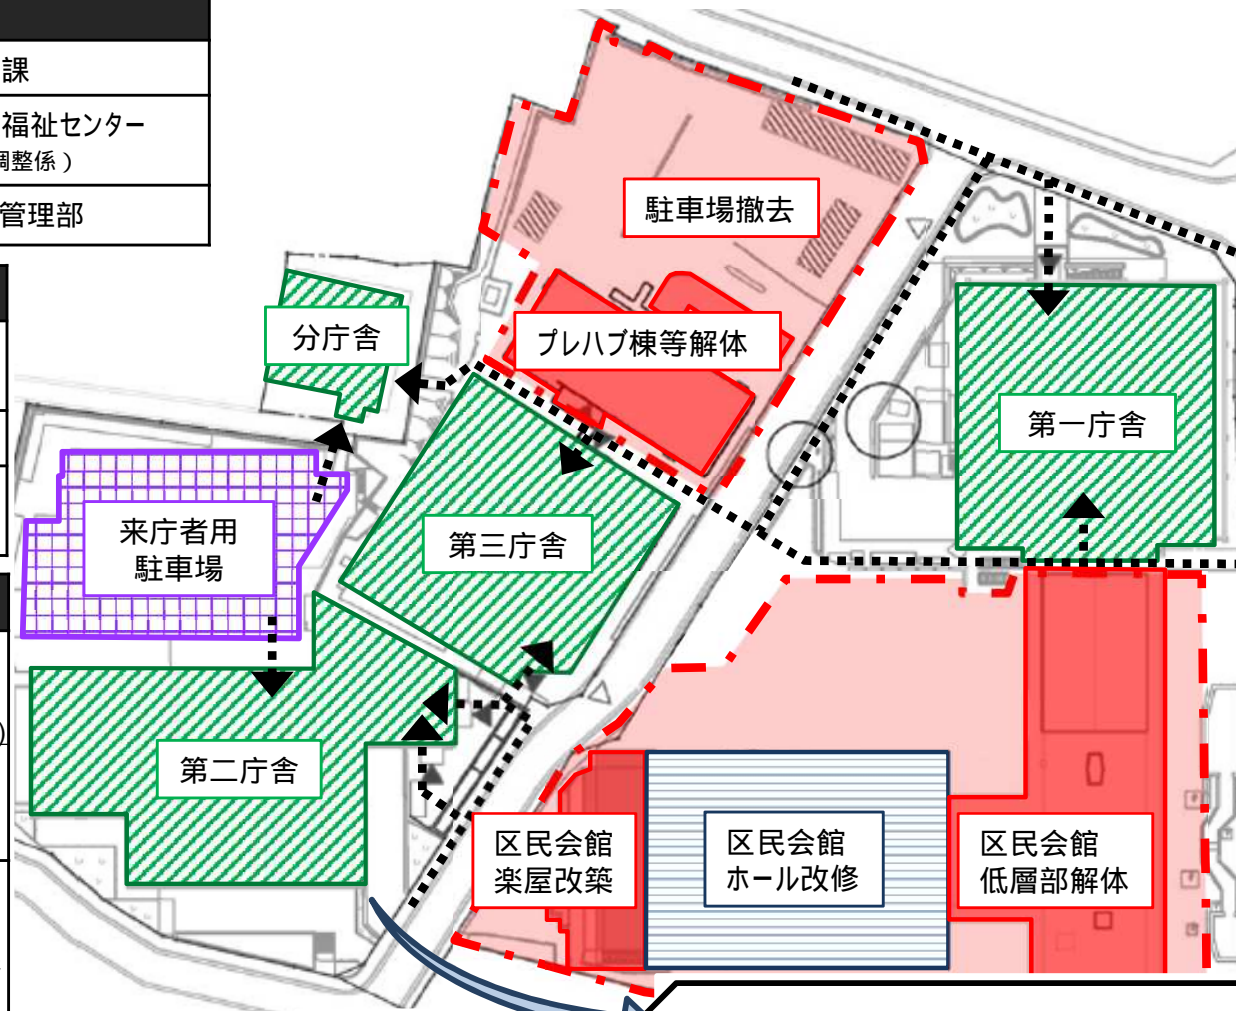 課
福祉センター
調整係）
管理部
駐車場撤去
プレハブ棟等解体
分庁舎
第一庁舎
来庁者用
駐車場
第三庁舎
第二庁舎
区民会館
楽屋改築
区民会館
ホール改修
区民会館
低層部解体
)